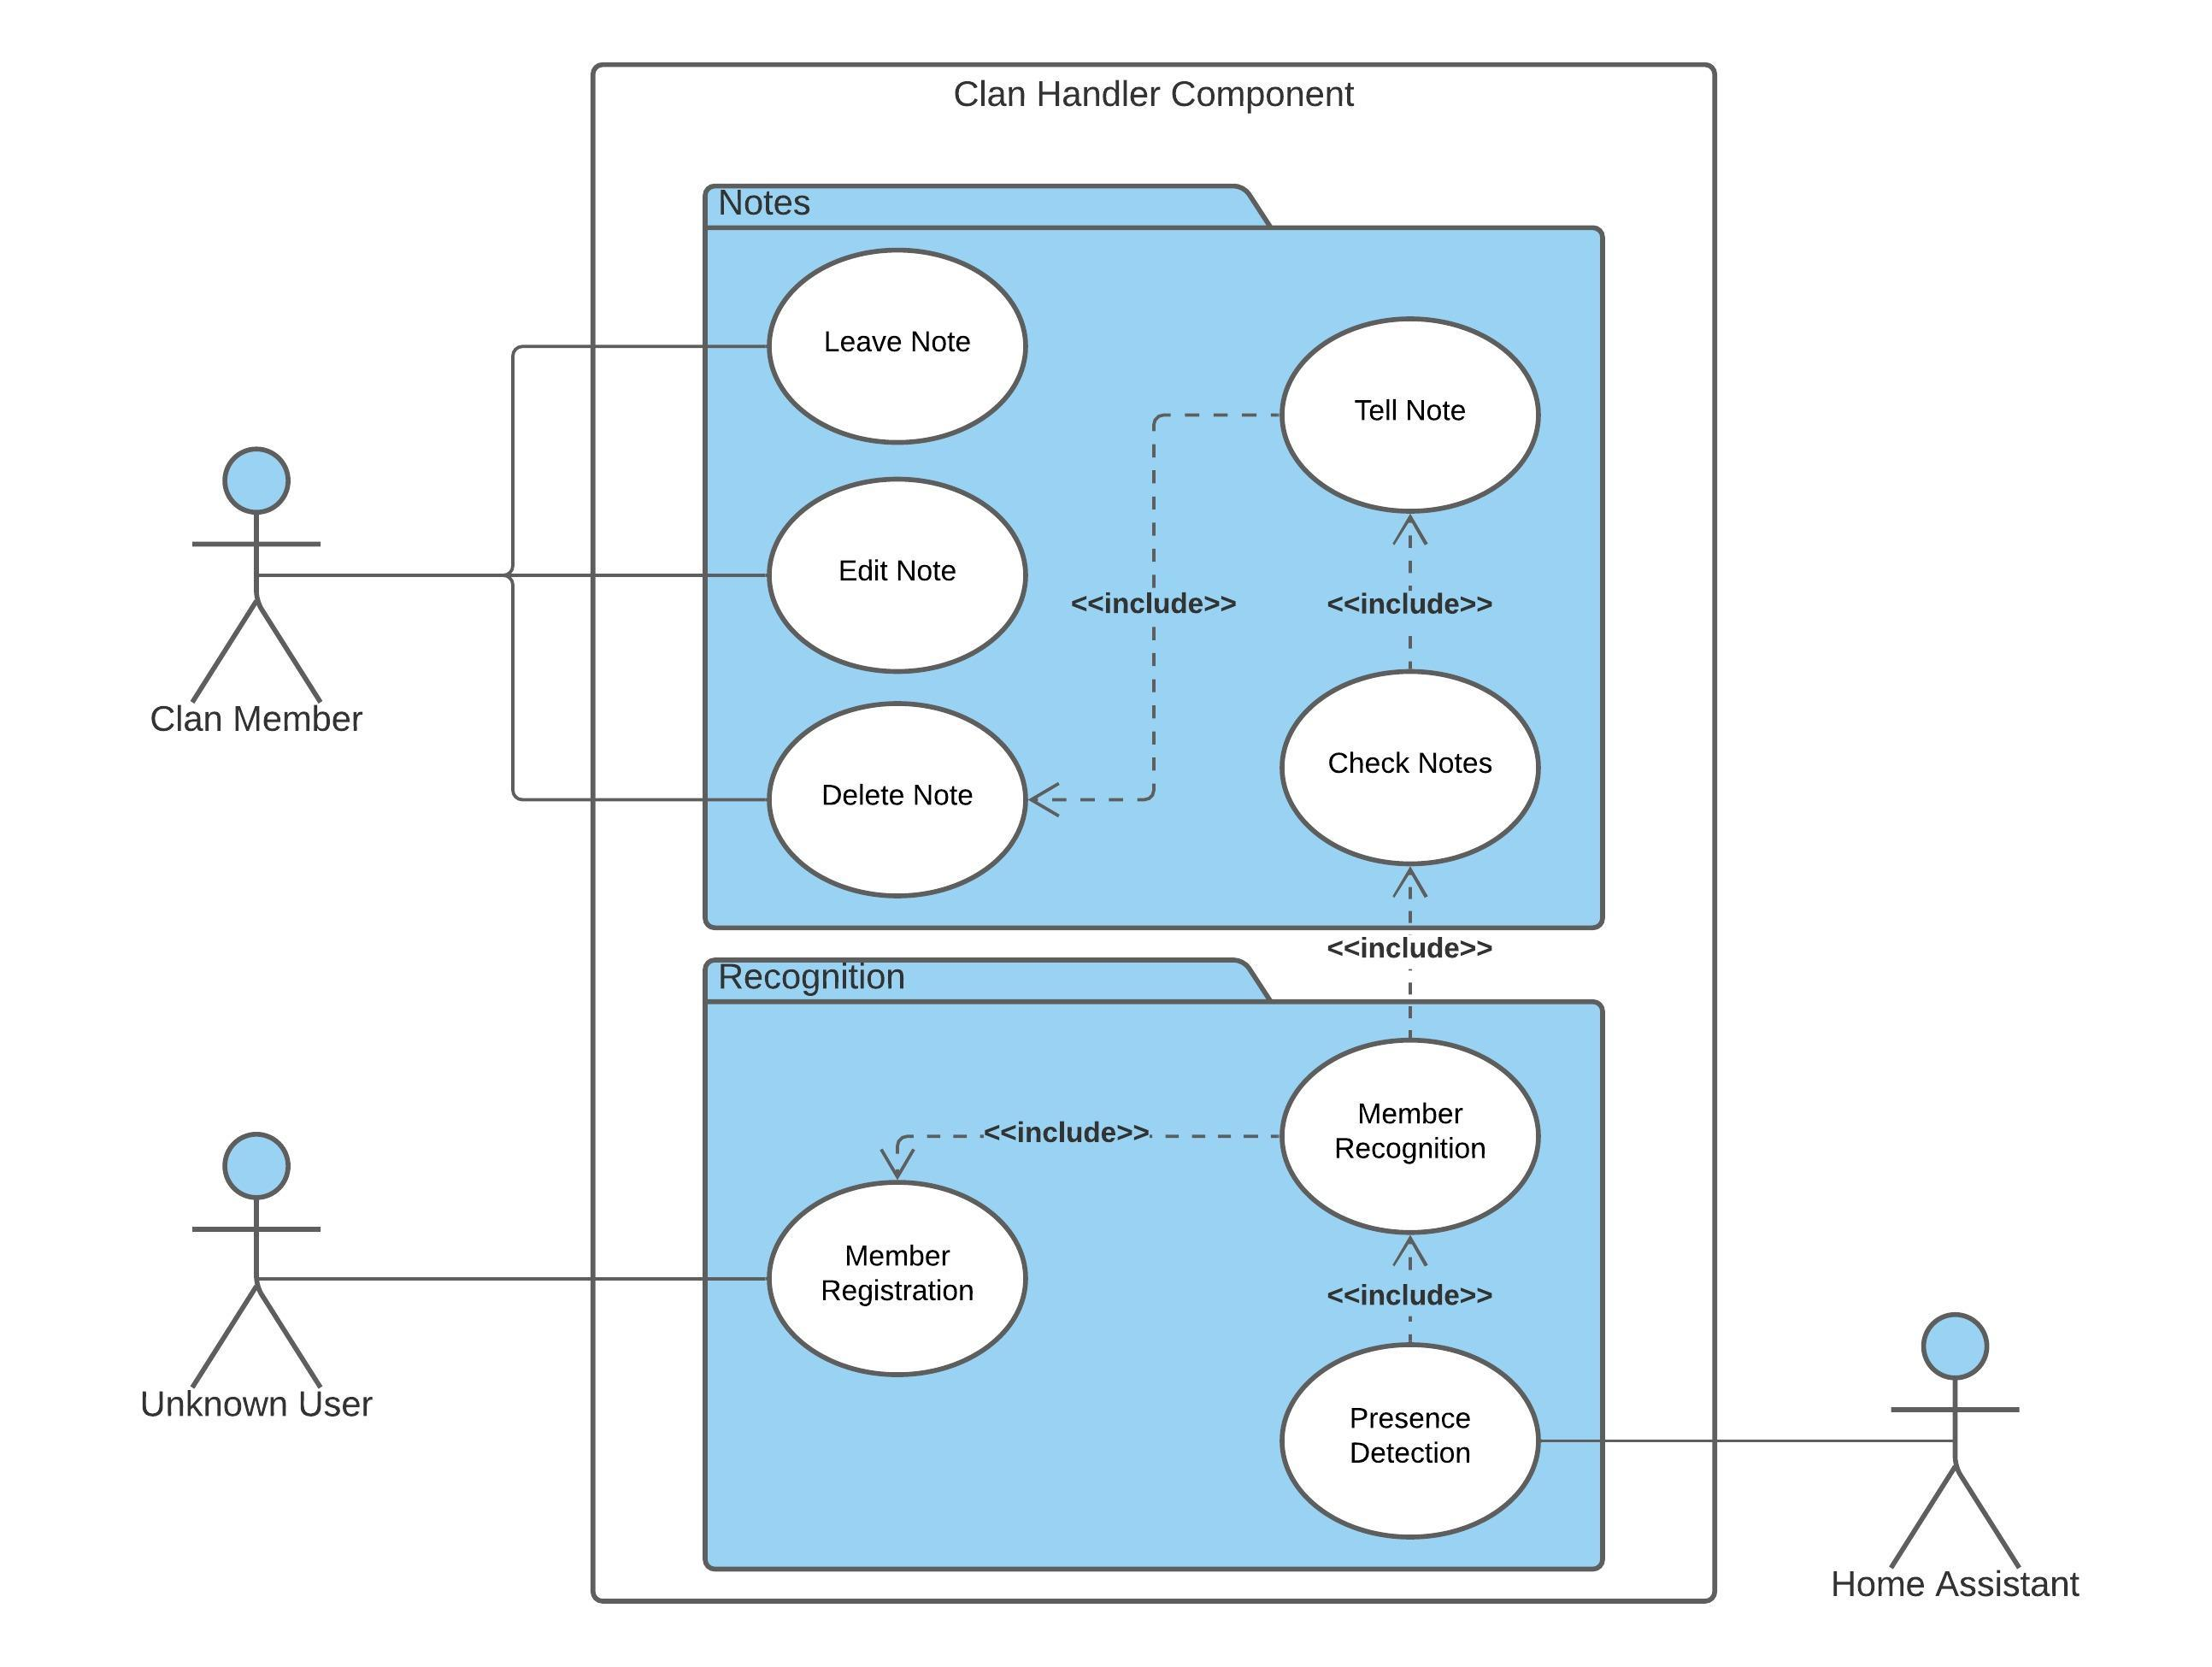 Clan Handler Component
Notes
Leave Note
Tell Note
Edit Note
<<include>>
<<include>>
Clan Member
Check Notes
Delete Note
<<include>>
Recognition
Member
Recognition
<<include>>
Member
Registration
<<include>>
Unknown User
Presence
Detection
Home Assistant